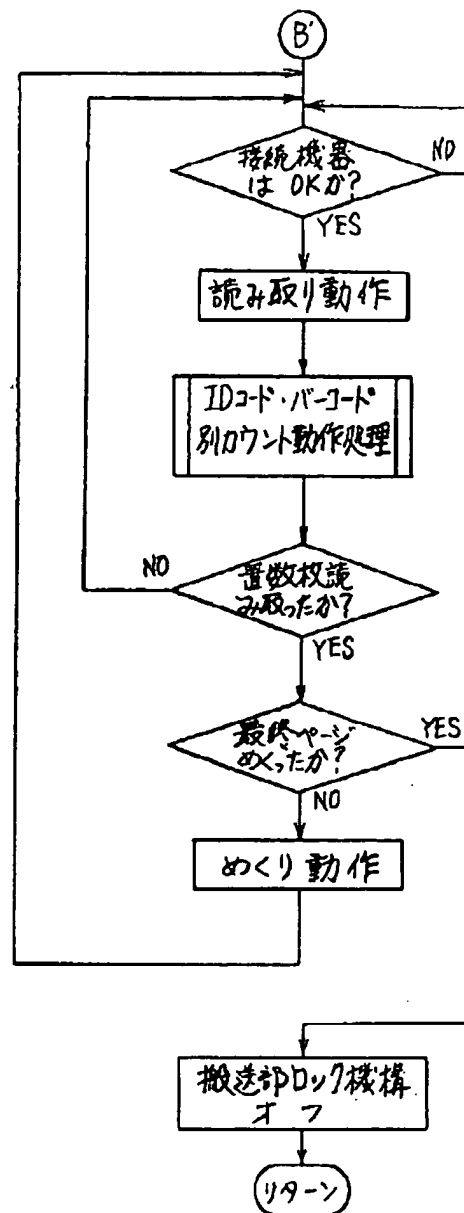 B'
接続機器
は OKか?
NO
YES
読み取り動作
IDコード・バーコード
別カウント動作処理
NO
置数枚読
み取ったか?
YES
最終ページ
めくったか?
YES
NO
めくり動作
搬送部ロック機構
オフ
リターン